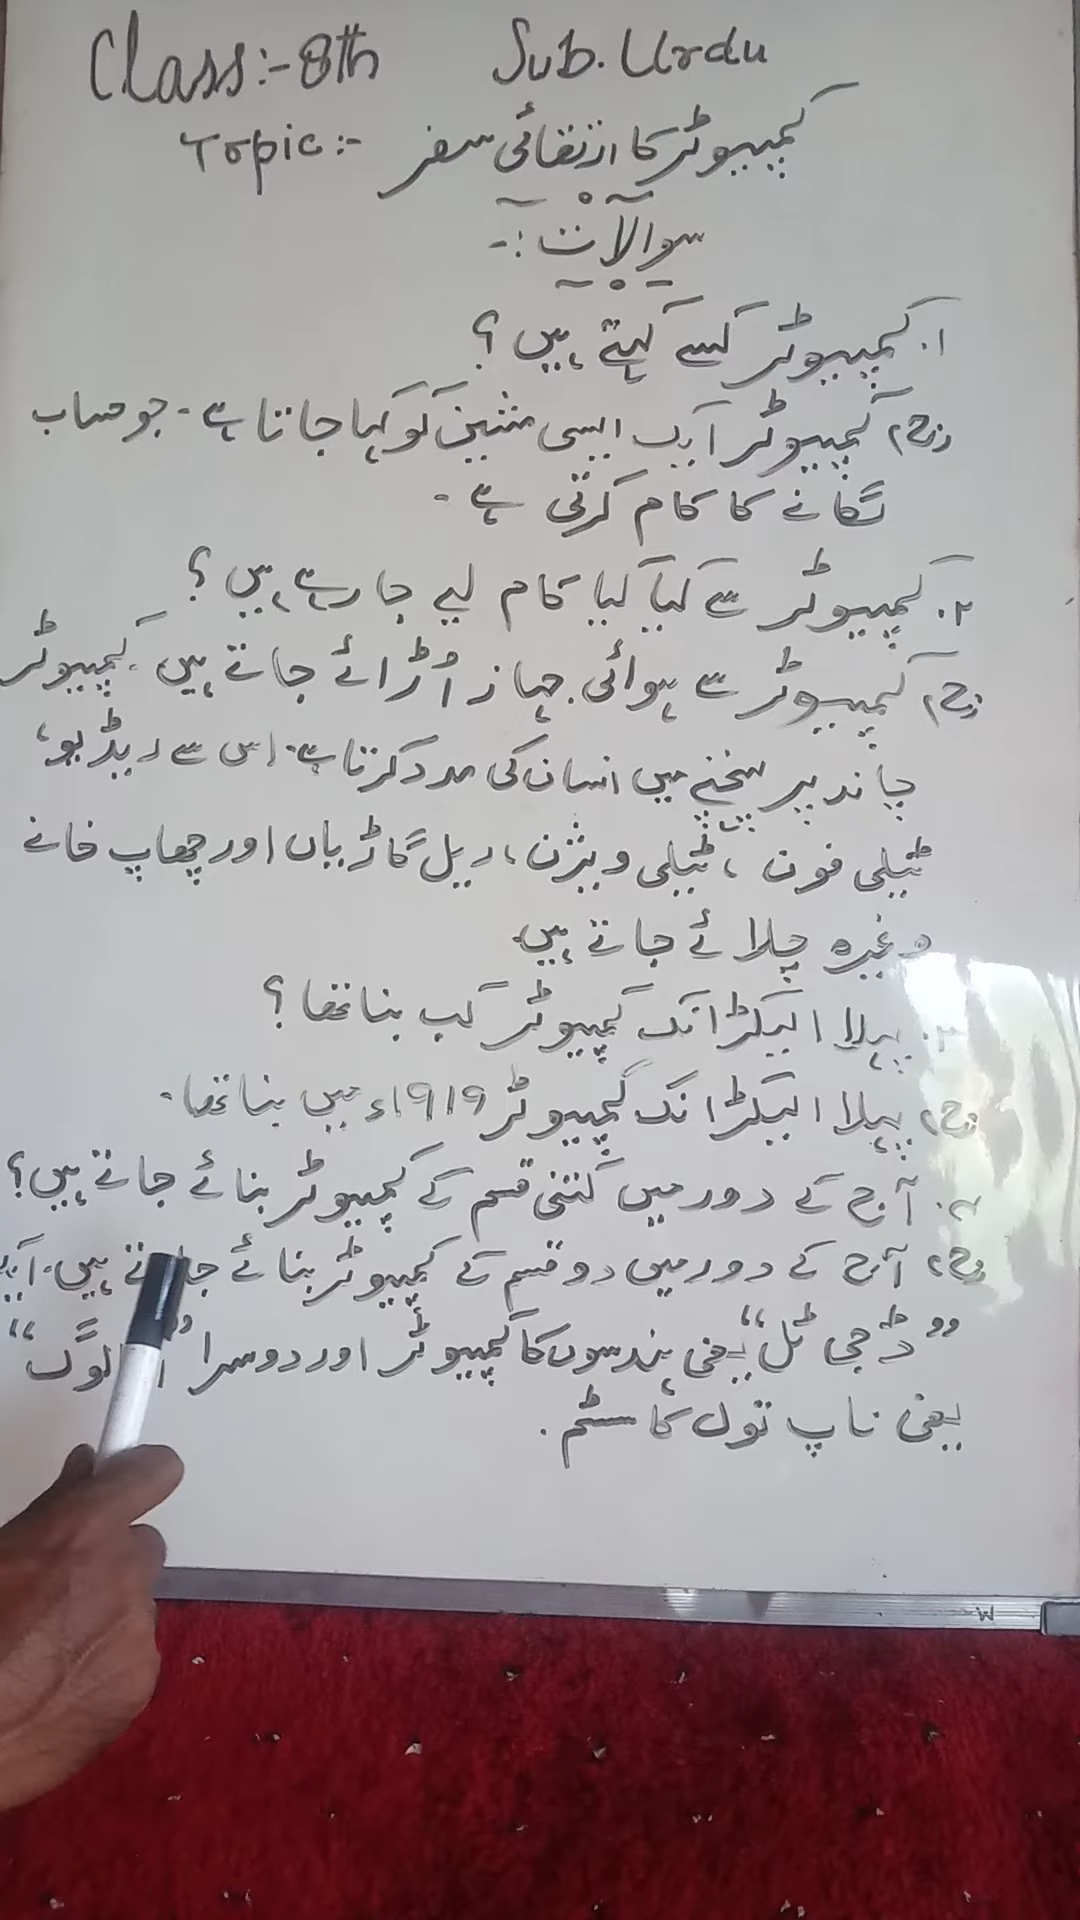 Class:-8th Sub. Urdu
Topic:- کمپیوٹر کا ارتقائی سفر
سوالات:-
۱. کمپیوٹر کسے کہتے ہیں؟
ج) کمپیوٹر ایک ایسی مشین کو کہا جاتا ہے۔ جو حساب
لگانے کا کام کرتی ہے۔
۲. کمپیوٹر سے کیا کیا کام لیے جا رہے ہیں؟
ج) کمپیوٹر سے ہوائی جہاز اُڑائے جاتے ہیں۔ کمپیوٹر
چاند پر پہنچنے میں انسان کی مدد کرتا ہے۔ اس سے ریڈیو،
ٹیلی فون، ٹیلی ویژن، ریل گاڑیاں اور چھاپ خانے
وغیرہ چلائے جاتے ہیں۔
۳. پہلا الیکٹرانک کمپیوٹر کب بنا تھا؟
ج) پہلا الیکٹرانک کمپیوٹر ۱۹۱۹ء میں بنا تھا۔
۴. آج کے دور میں کتنی قسم کے کمپیوٹر بنائے جاتے ہیں؟
ج) آج کے دور میں دو قسم کے کمپیوٹر بنائے جاتے ہیں۔
"ڈجی ٹل" یعنی ہندسوں کا کمپیوٹر اور دوسرا
یعنی ناپ تول کا سسٹم.
W